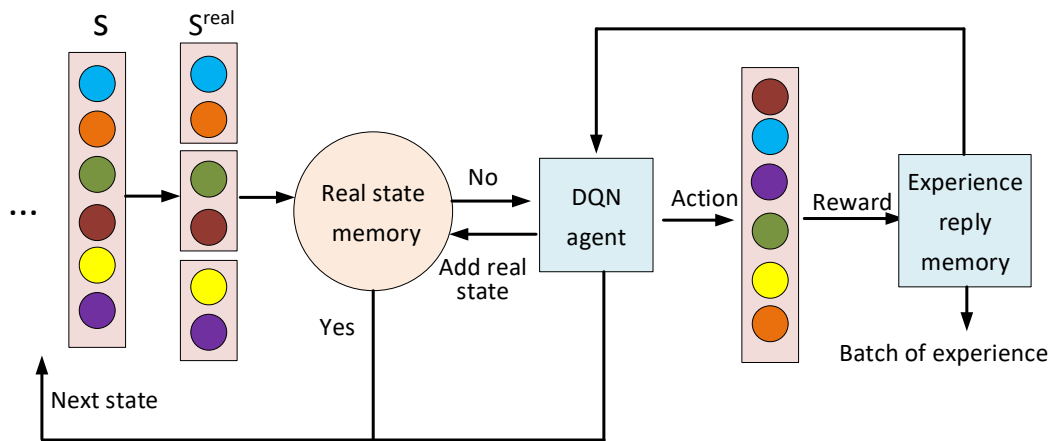 S
S^real
...
Real state
memory
No
Add real
state
Yes
Next state
DQN
agent
Action
Reward
Experience
reply
memory
Batch of experience